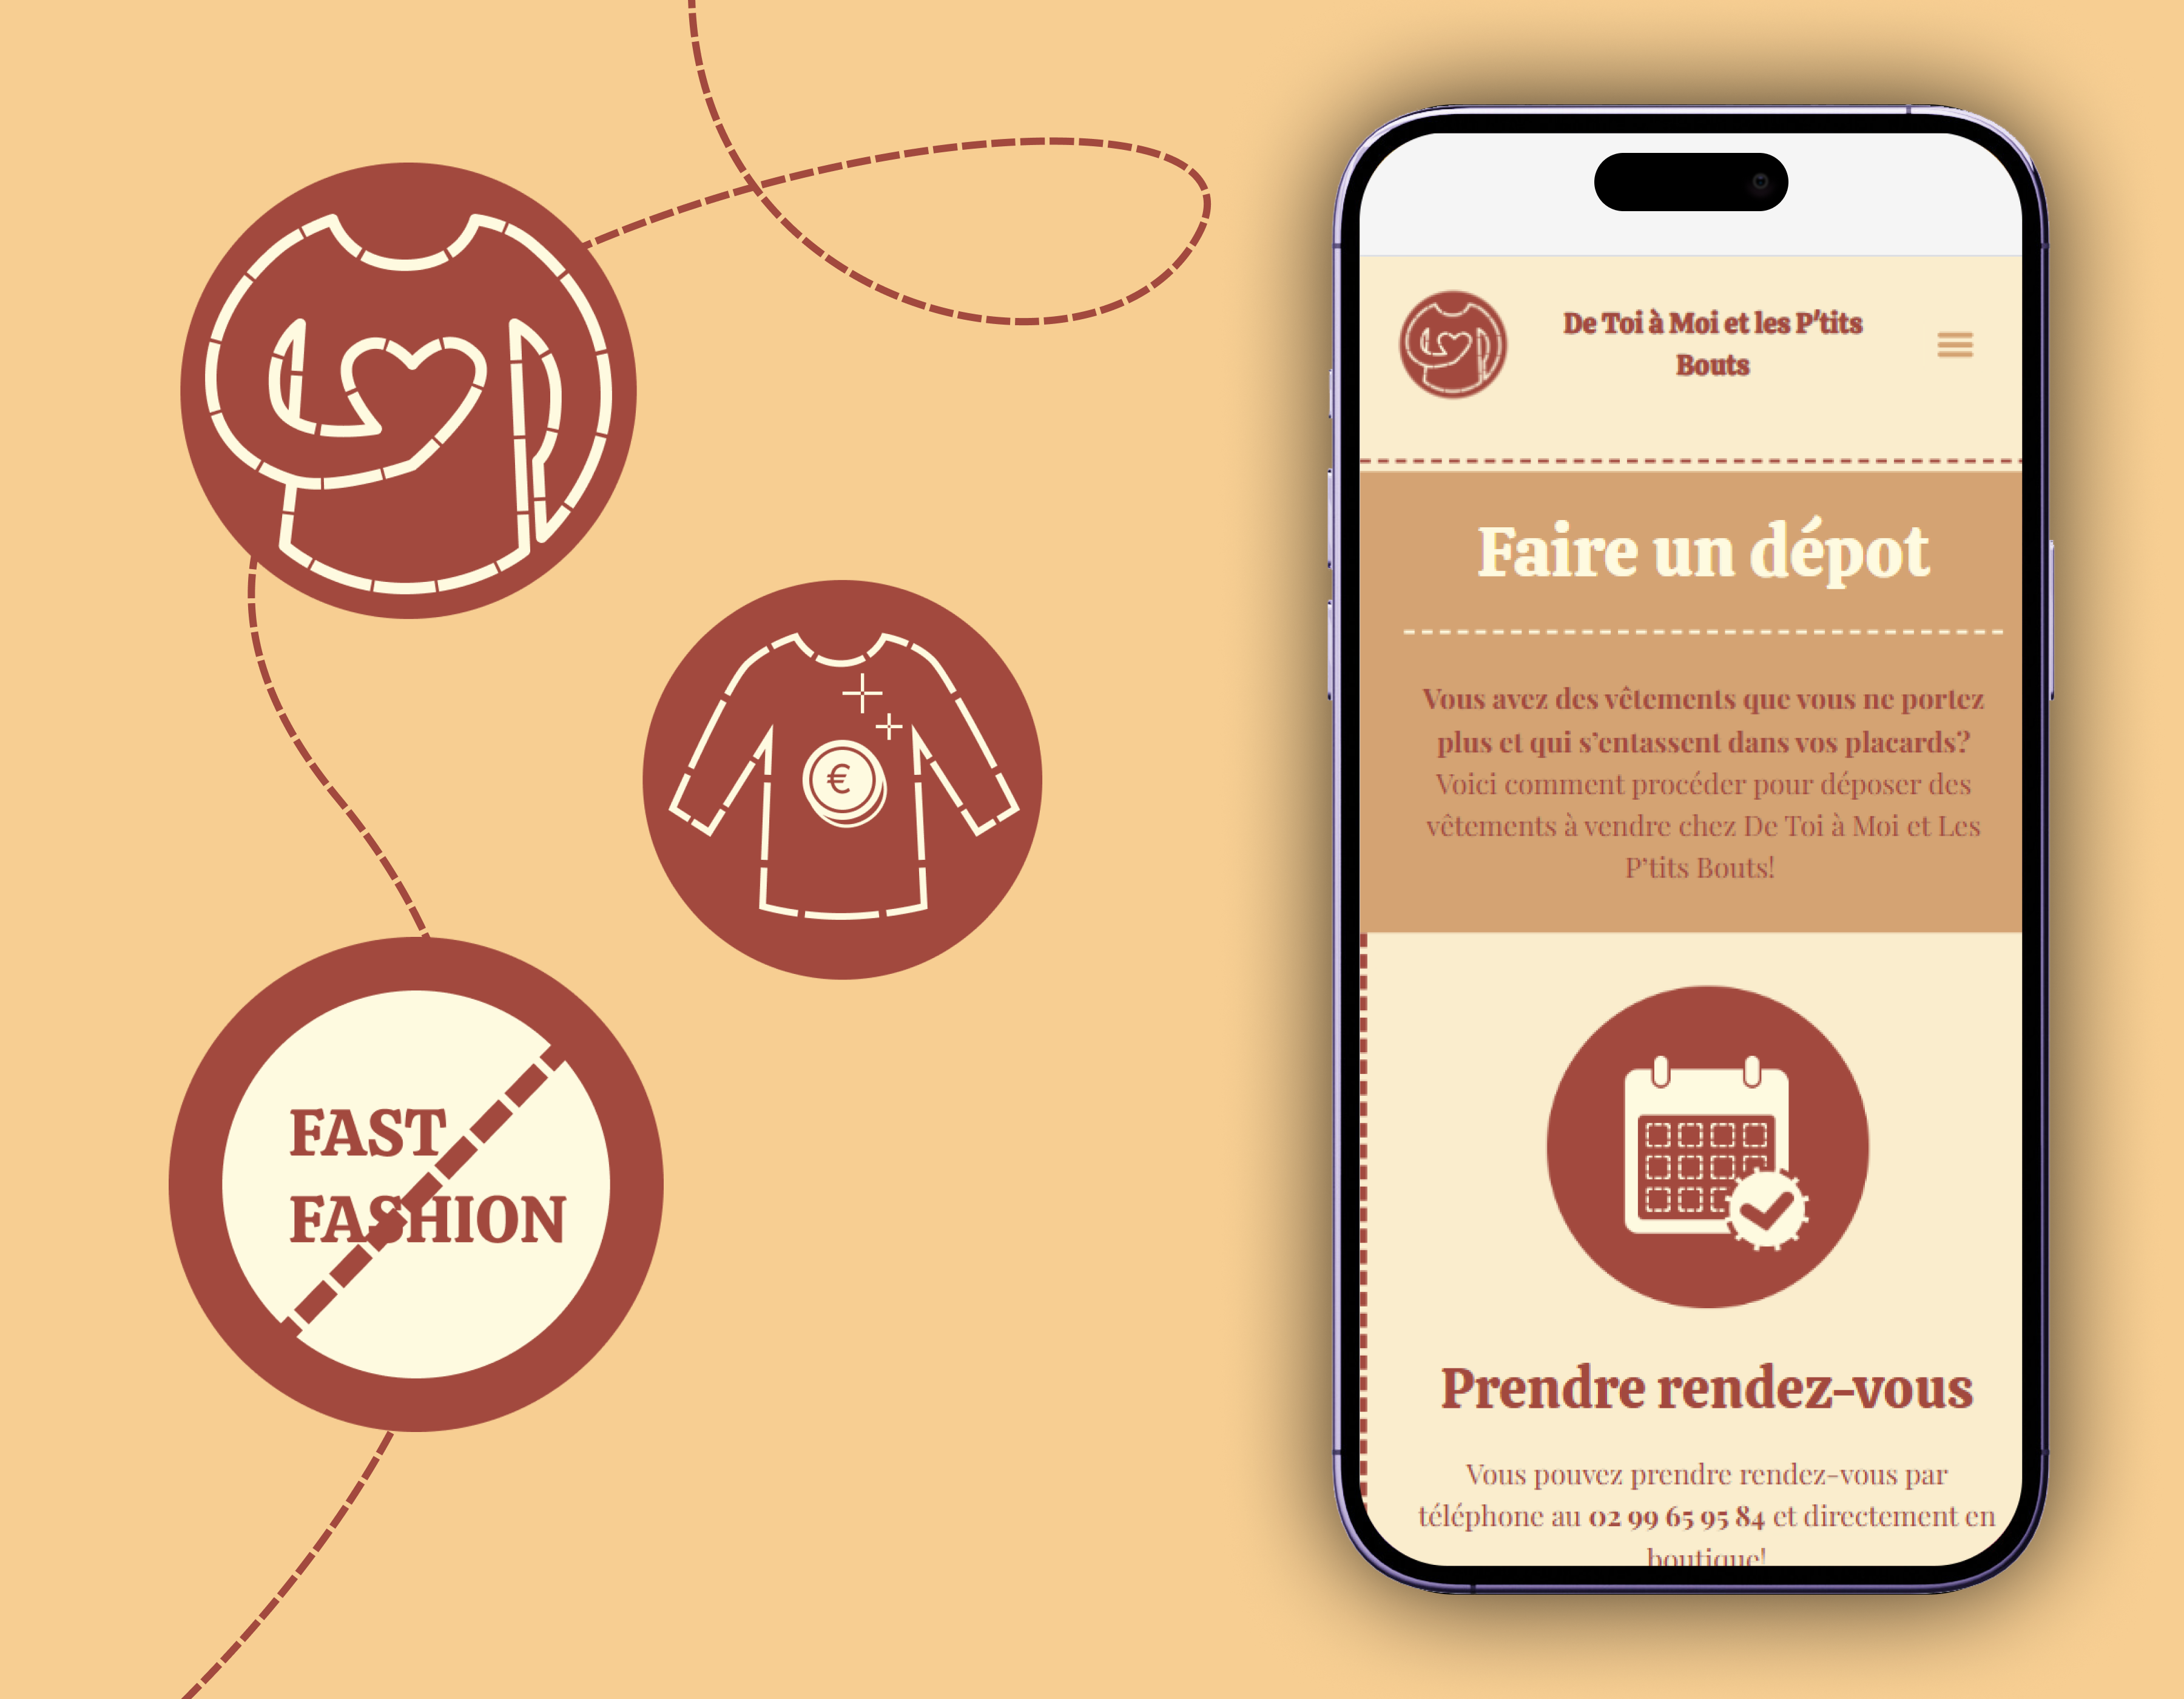 FAST
FASHION
€
De Toi à Moi et les P'tits
Bouts
Faire un dépot
Vous avez des vêtements que vous ne portez
plus et qui s'entassent dans vos placards?
Voici comment procéder pour déposer des
vêtements à vendre chez De Toi à Moi et Les
P'tits Bouts!
Prendre rendez-vous
Vous pouvez prendre rendez-vous par
téléphone au 02 99 65 95 84 et directement en
boutique!